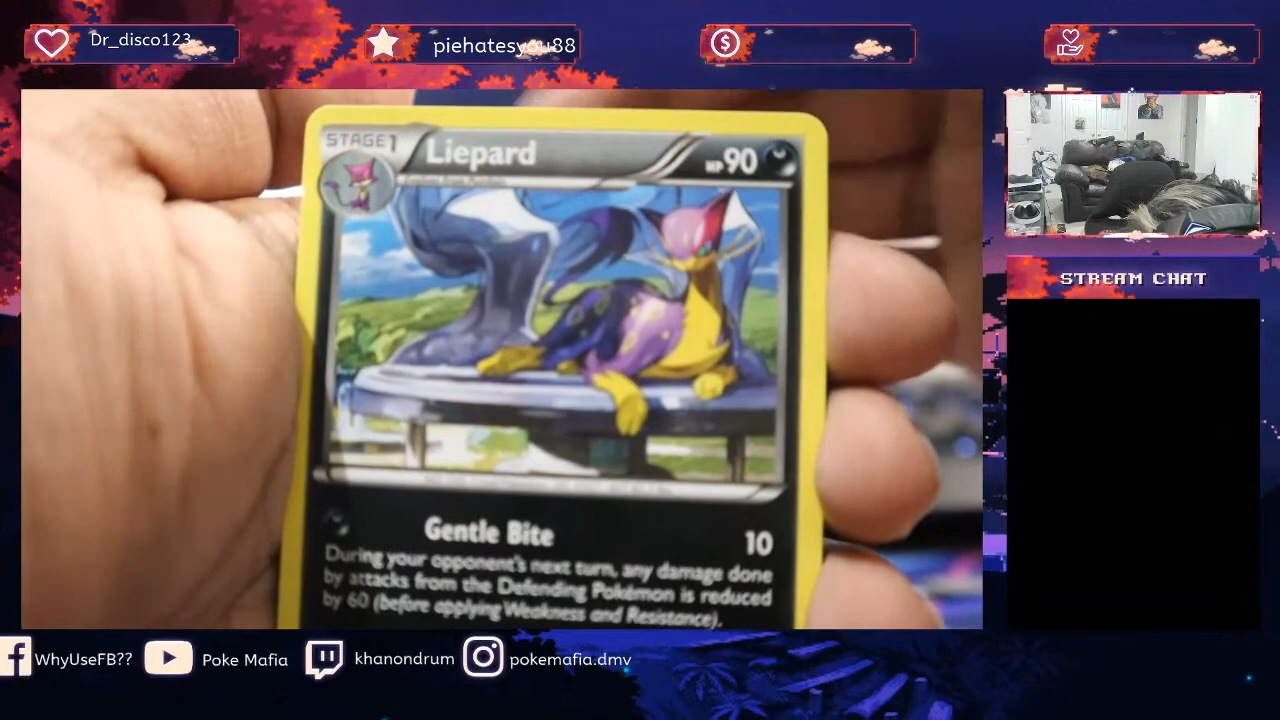 Dr_disco123
piehatesyou88
STAGE 1
Liepard
HP 90
STREAM CHAT
Gentle Bite
10
During your opponent's next turn, any damage done
by attacks from the Defending Pokémon is reduced
by 60 (before applying Weakness and Resistance).
WhyUseFB??
Poke Mafia
khanondrum
pokemafia.dmv